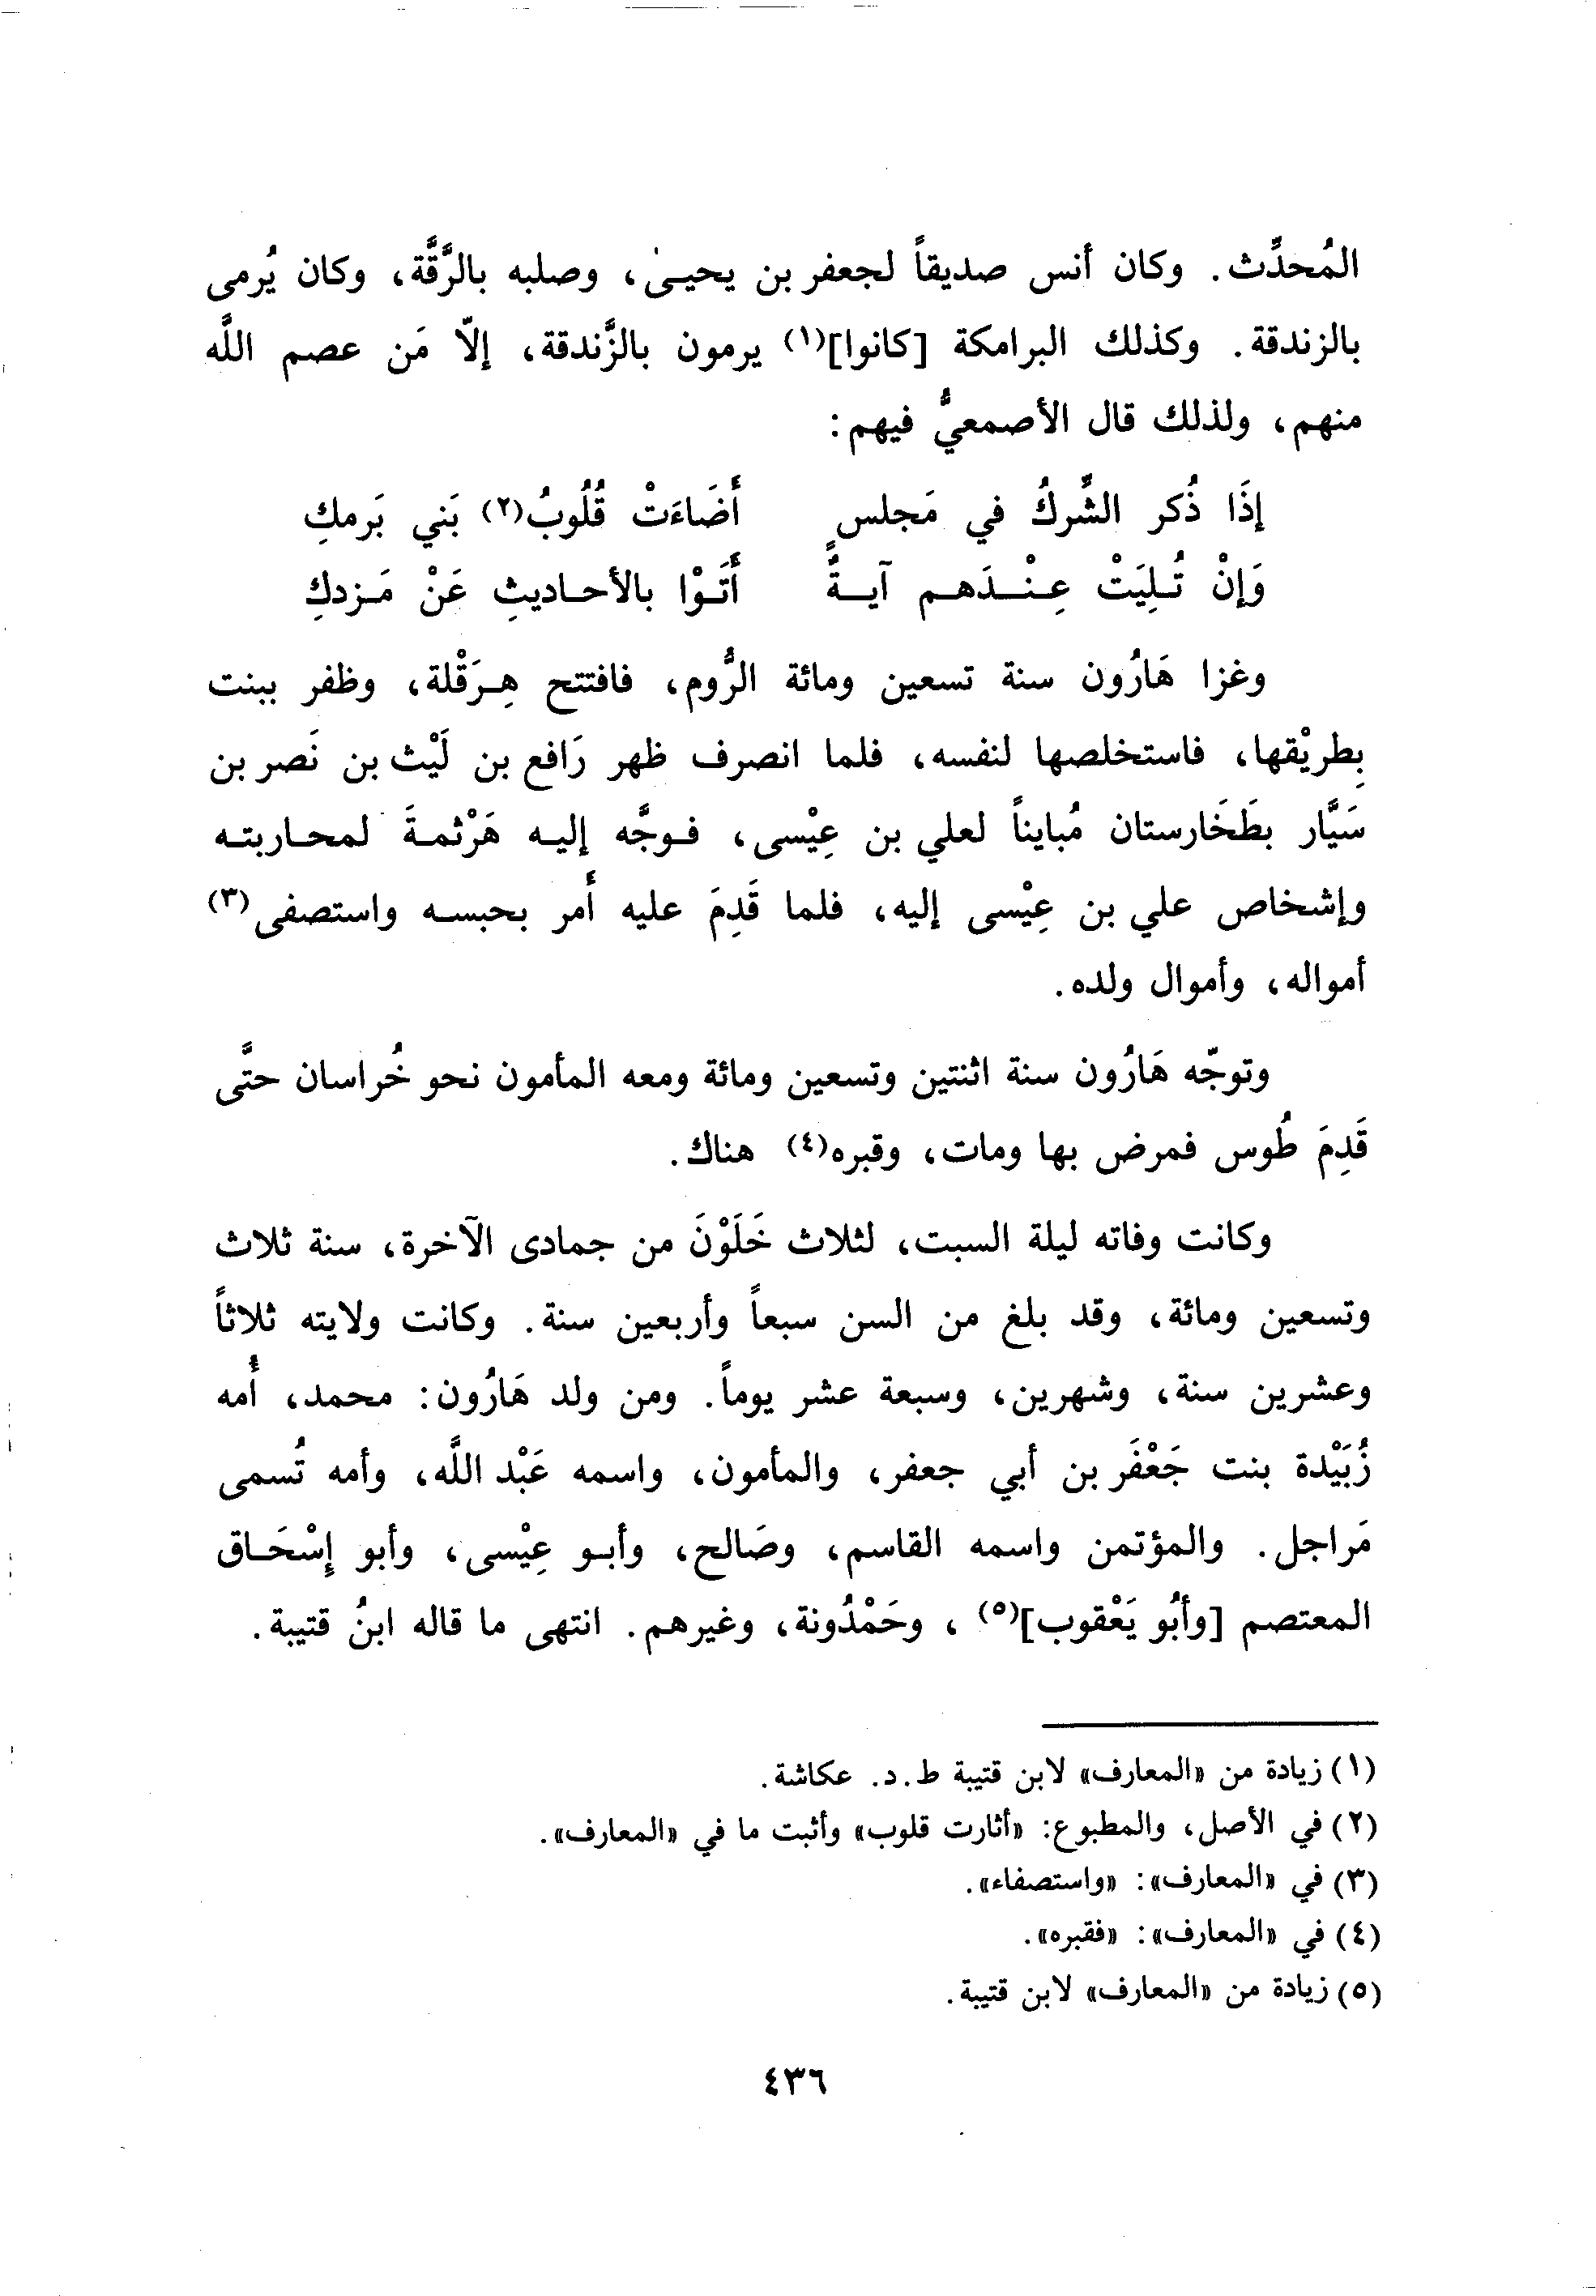 المُحدِّث. وكان أنس صديقاً لجعفر بن يحيىٰ، وصلبه بالرَّقَّة، وكان يُرمى
بالزندقة. وكذلك البرامكة [كانوا](١) يرمون بالزَّندقة، إلاّ مَن عصم اللَّه
منهم، ولذلك قال الأصمعيُّ فيهم:
إذَا ذُكر الشِّركُ في مَجلسٍ أَضَاءَتْ قُلُوبُ(٢) بَني بَرمكِ
وَإنْ تُلِيَتْ عِنْدَهم آيةٌ أَتَوْا بالأحاديثِ عَنْ مَزدكِ
وغزا هَارُون سنة تسعين ومائة الرُّوم، فافتتح هِرَقْلة، وظفر ببنت
بِطريْقها، فاستخلصها لنفسه، فلما انصرف ظهر رَافع بن لَيْث بن نَصر بن
سَيَّار بطَخَارستان مُبايناً لعلي بن عِيْسى، فوجَّه إليه هَرْثمةَ لمحاربته
وإشخاص علي بن عِيْسى إليه، فلما قَدِمَ عليه أَمر بحبسه واستصفى(٣)
أمواله، وأموال ولده.
وتوجّه هَارُون سنة اثنتين وتسعين ومائة ومعه المأمون نحو خُراسان حتَّى
قَدِمَ طُوس فمرض بها ومات، وقبره(٤) هناك.
وكانت وفاته ليلة السبت، لثلاث خَلَوْنَ من جمادى الآخرة، سنة ثلاث
وتسعين ومائة، وقد بلغ من السن سبعاً وأربعين سنة. وكانت ولايته ثلاثاً
وعشرين سنة، وشهرين، وسبعة عشر يوماً. ومن ولد هَارُون: محمد، أُمه
زُبَيْدة بنت جَعْفَر بن أبي جعفر، والمأمون، واسمه عَبْد اللَّه، وأمه تُسمى
مَراجل. والمؤتمن واسمه القاسم، وصَالح، وأبو عِيْسى، وأبو إسْحَاق
المعتصم [وأبُو يَعْقوب](٥)، وحَمْدُونة، وغيرهم. انتهى ما قاله ابنُ قتيبة.
(١) زيادة من «المعارف» لابن قتيبة ط.د. عكاشة.
(٢) في الأصل، والمطبوع: «أثارت قلوب» وأثبت ما في «المعارف».
(٣) في «المعارف»: «واستصفاء».
(٤) في «المعارف»: «فقبره».
(٥) زيادة من «المعارف» لابن قتيبة.
٤٣٦